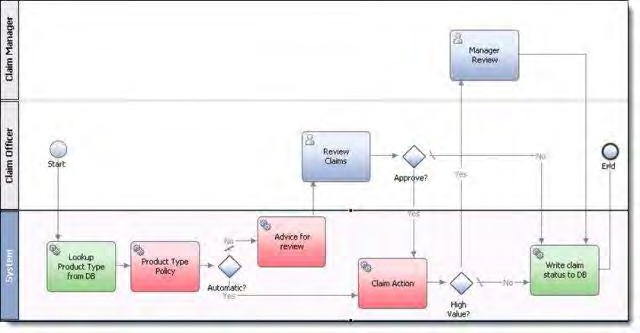 Claim Manager
Manager
Review
Claim Officer
Start
Review
Claims
Approve?
No
End
Yes
Yes
System
Lookup
Product Type
from DB
Product Type
Policy
No
Automatic?
Yes
Advice for
review
Claim Action
High
Value?
No
Write claim
status to DB